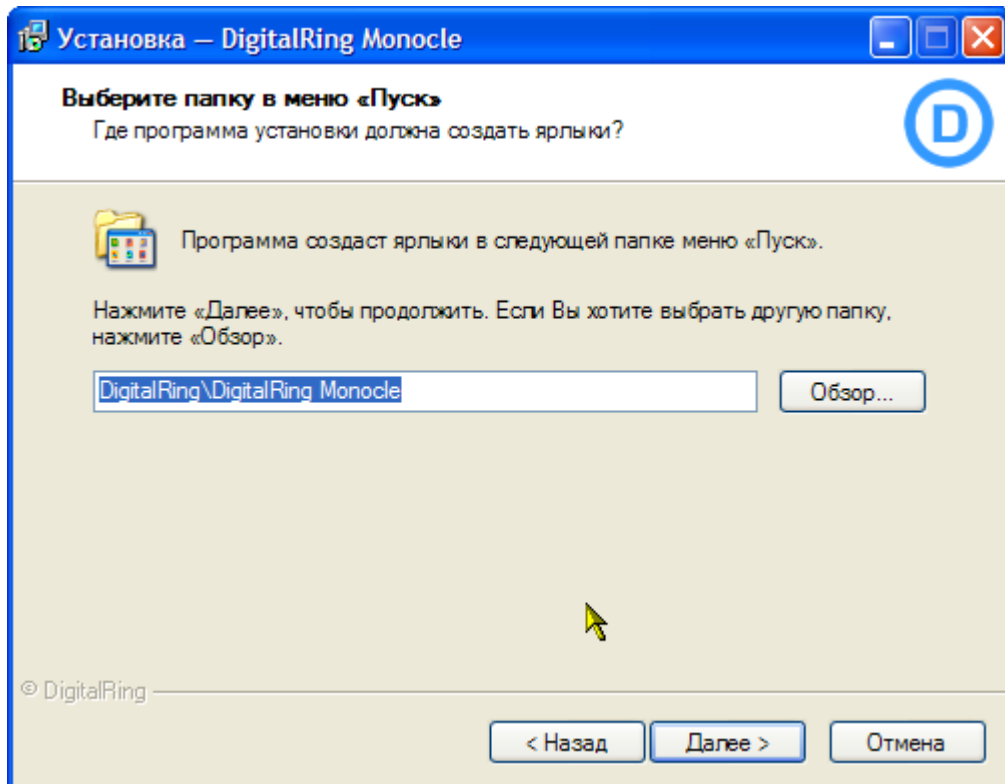 Установка — DigitalRing Monocle
Выберите папку в меню «Пуск»
Где программа установки должна создать ярлыки?
D
Программа создаст ярлыки в следующей папке меню «Пуск».
Нажмите «Далее», чтобы продолжить. Если Вы хотите выбрать другую папку,
нажмите «Обзор».
DigitalRing\DigitalRing Monocle
Обзор...
© DigitalRing
< Назад
Далее >
Отмена